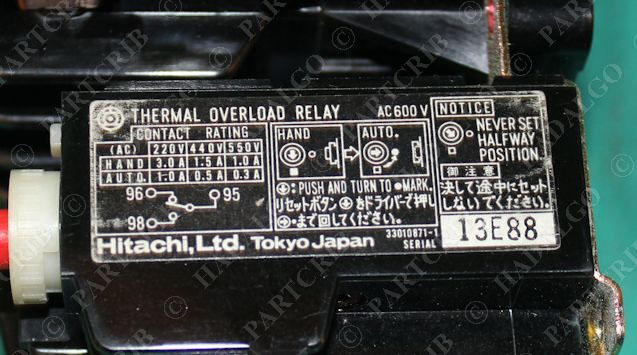 THERMAL OVERLOAD RELAY AC 600 V
CONTACT RATING
(AC) 220V 440V 550V
HAND 3.0A 1.5A 1.0A
AUTO. 1.0A 0.5A 0.3A
96 95
98
HAND AUTO.
: PUSH AND TURN TO ●MARK.
リセットボタン をドライバーで押し
まで回してください。
NOTICE
NEVER SET
HALFWAY
POSITION.
御注意
決して途中にセット
しないでください。
Hitachi, Ltd. Tokyo Japan
33010871-1
SERIAL
13E88
© PARTCRIB
© HADALGO